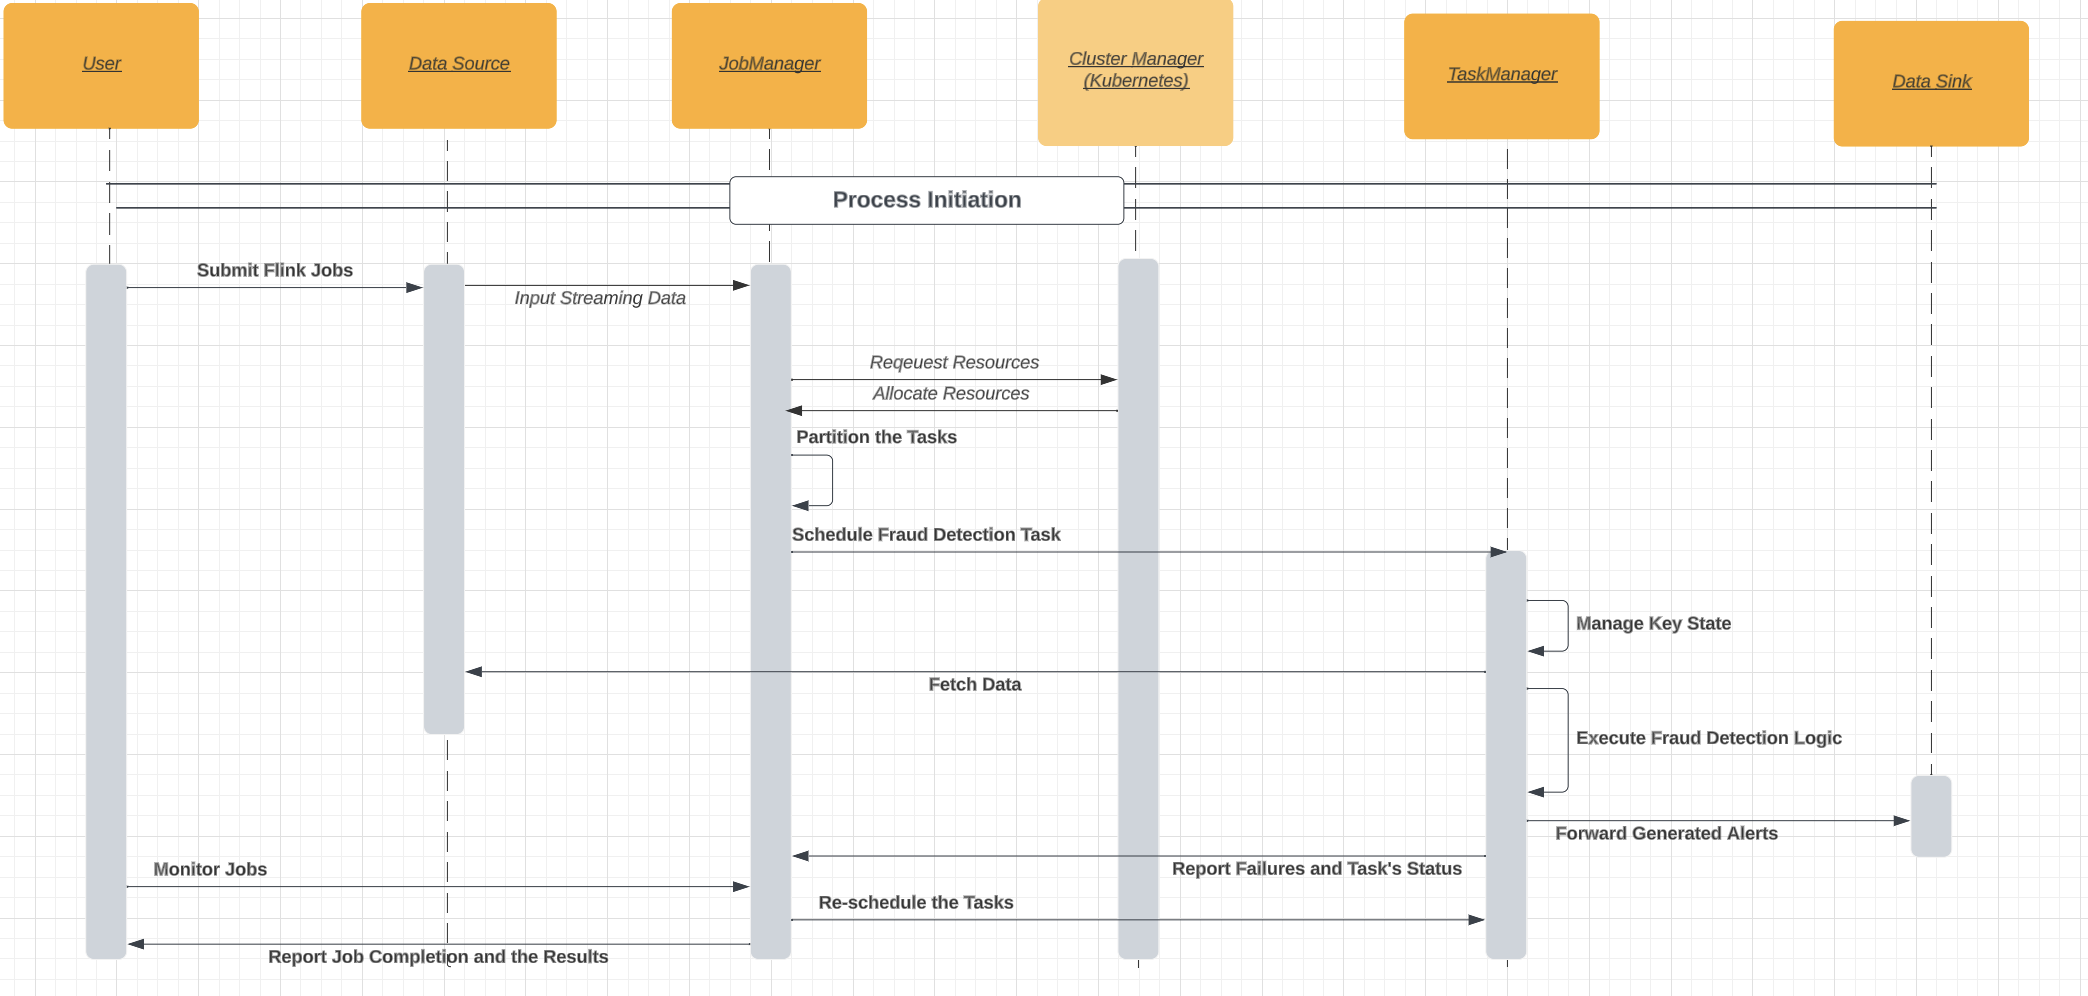 User
Data Source
JobManager
Cluster Manager
(Kubernetes)
TaskManager
Data Sink
Process Initiation
Submit Flink Jobs
Input Streaming Data
Reqeuest Resources
Allocate Resources
Partition the Tasks
Schedule Fraud Detection Task
Manage Key State
Fetch Data
Execute Fraud Detection Logic
Forward Generated Alerts
Monitor Jobs
Report Failures and Task's Status
Re-schedule the Tasks
Report Job Completion and the Results